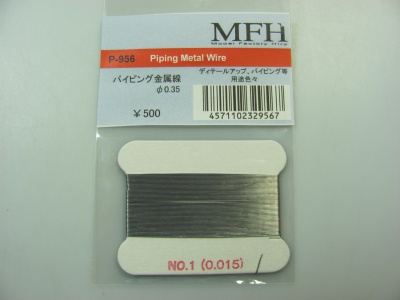 MFH
Model Factory Hiro
P-956 Piping Metal Wire
パイピング金属線
φ0.35
¥500
ディテールアップ、パイピング等
用途色々
4571102329567
NO.1 (0.015)